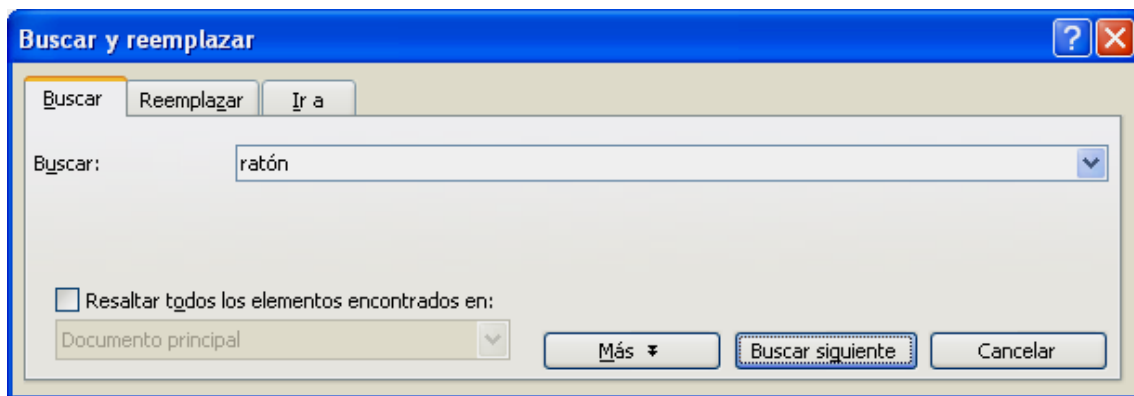 Buscar y reemplazar
Buscar Reemplazar Ir a
Buscar: ratón
Resaltar todos los elementos encontrados en:
Documento principal
Más Buscar siguiente Cancelar